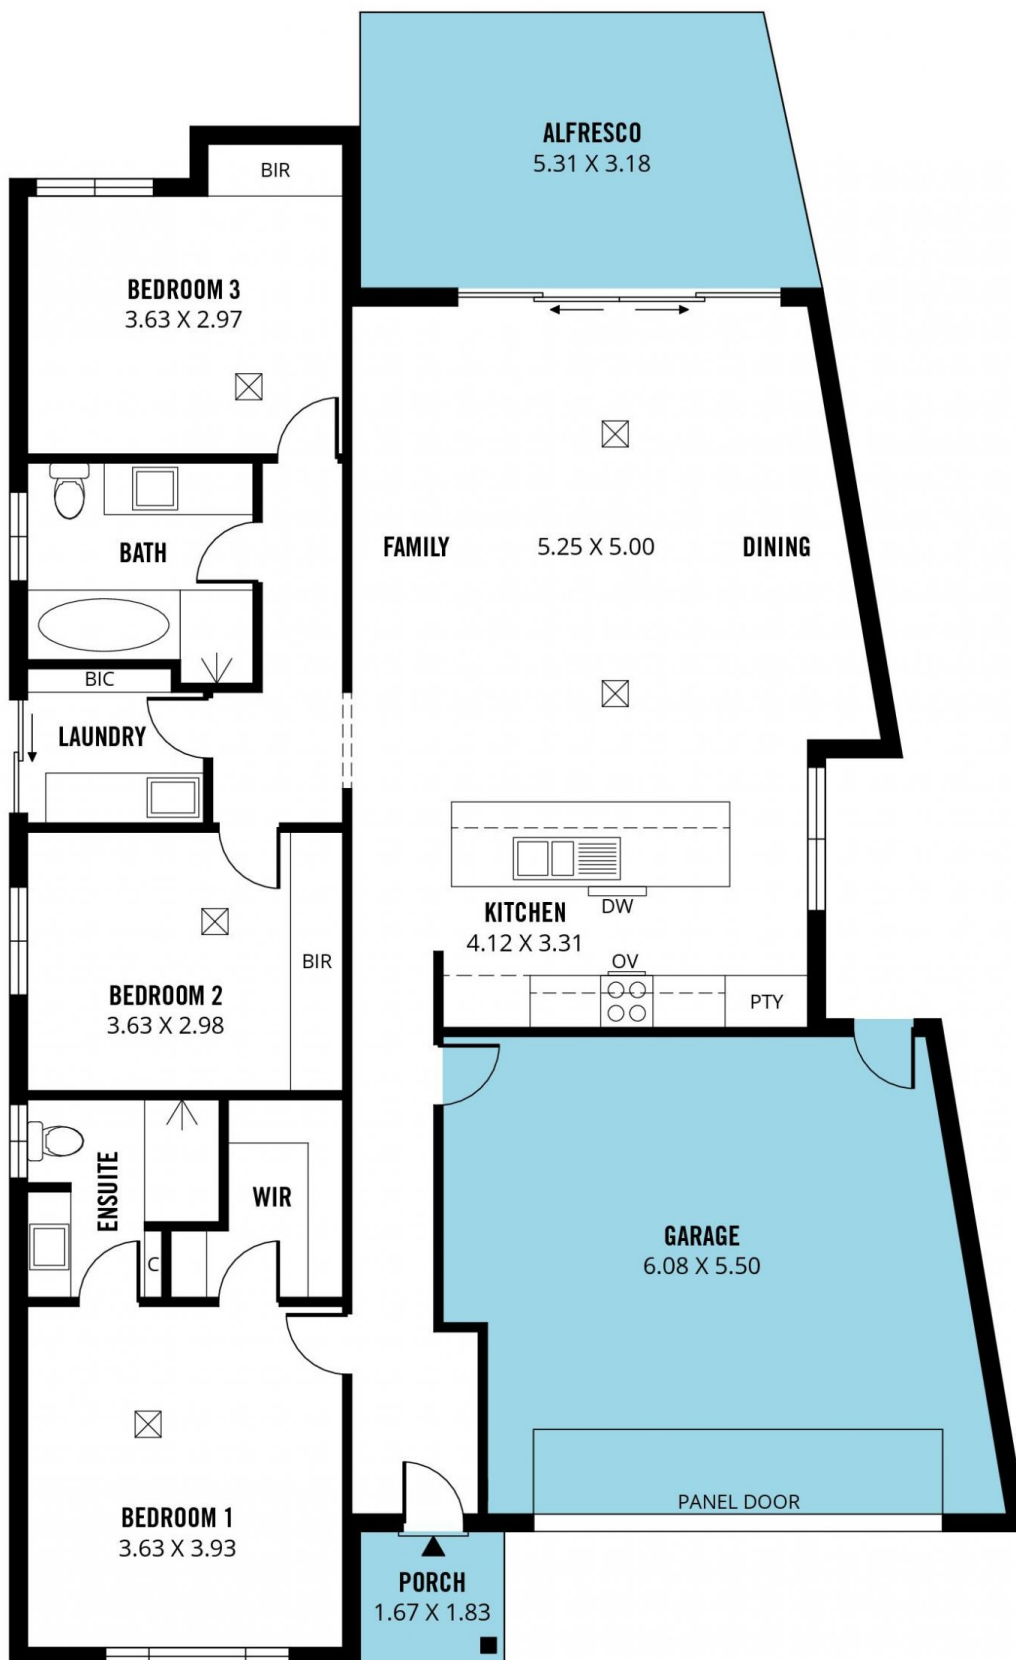 ALFRESCO
5.31 X 3.18
BIR
BEDROOM 3
3.63 X 2.97
BATH
FAMILY
5.25 X 5.00
DINING
BIC
LAUNDRY
KITCHEN
4.12 X 3.31
DW
OV
PTY
BIR
BEDROOM 2
3.63 X 2.98
ENSUITE
WIR
C
GARAGE
6.08 X 5.50
PANEL DOOR
BEDROOM 1
3.63 X 3.93
PORCH
1.67 X 1.83